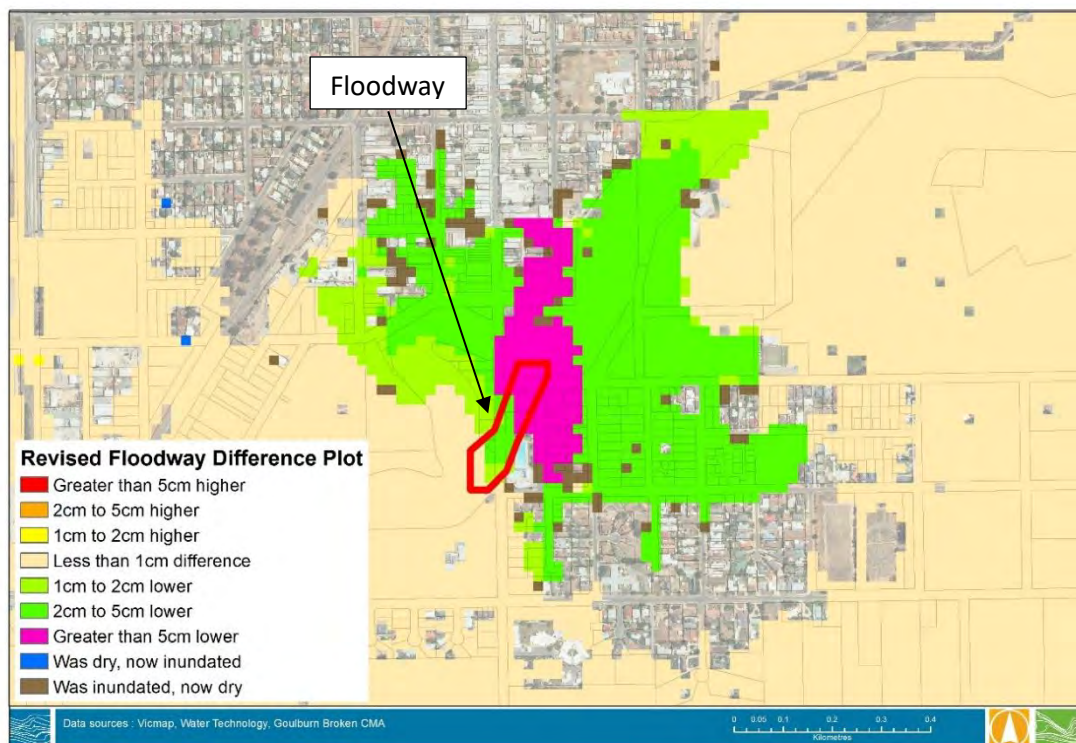 Floodway
Revised Floodway Difference Plot
Greater than 5cm higher
2cm to 5cm higher
1cm to 2cm higher
Less than 1cm difference
1cm to 2cm lower
2cm to 5cm lower
Greater than 5cm lower
Was dry, now inundated
Was inundated, now dry
Data sources : Vicmap, Water Technology, Goulburn Broken CMA
0 0.05 0.1 0.2 0.3 0.4
Kilometres